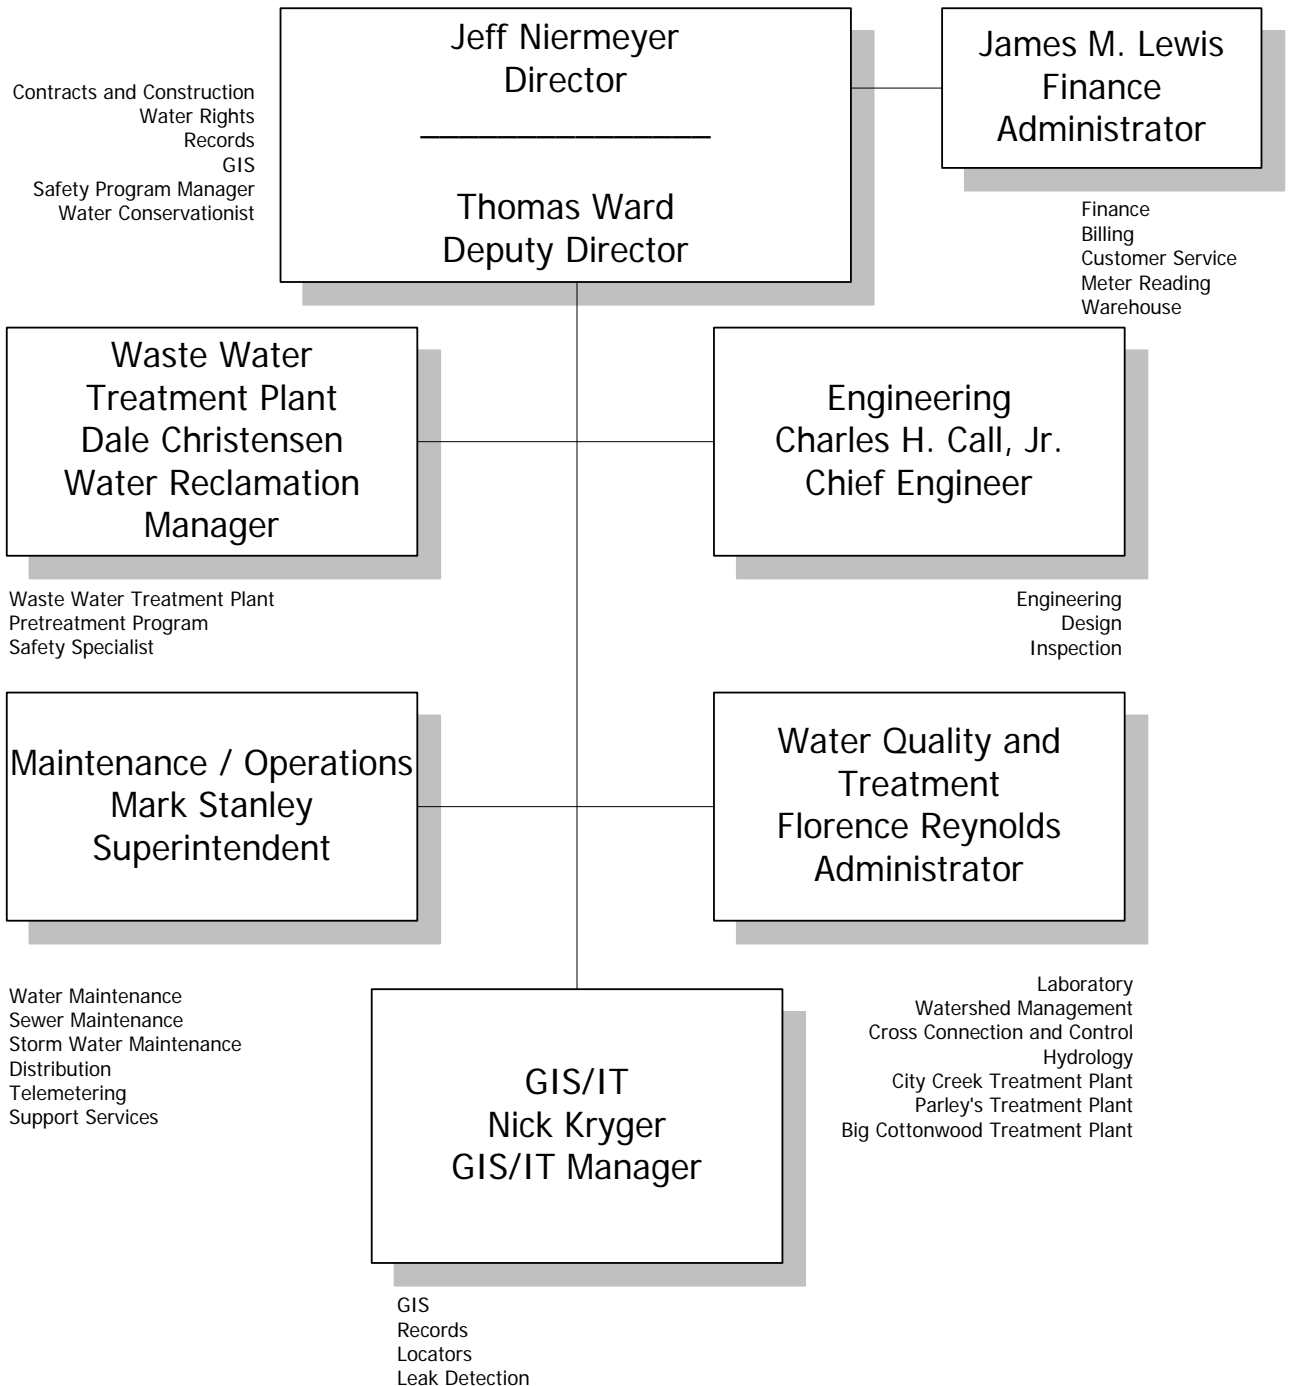 Jeff Niermeyer
Director
Thomas Ward
Deputy Director
James M. Lewis
Finance
Administrator
Contracts and Construction
Water Rights
Records
GIS
Safety Program Manager
Water Conservationist
Finance
Billing
Customer Service
Meter Reading
Warehouse
Waste Water
Treatment Plant
Dale Christensen
Water Reclamation
Manager
Engineering
Charles H. Call, Jr.
Chief Engineer
Waste Water Treatment Plant
Pretreatment Program
Safety Specialist
Engineering
Design
Inspection
Maintenance / Operations
Mark Stanley
Superintendent
Water Quality and
Treatment
Florence Reynolds
Administrator
Water Maintenance
Sewer Maintenance
Storm Water Maintenance
Distribution
Telemetering
Support Services
Laboratory
Watershed Management
Cross Connection and Control
Hydrology
City Creek Treatment Plant
Parley's Treatment Plant
Big Cottonwood Treatment Plant
GIS/IT
Nick Kryger
GIS/IT Manager
GIS
Records
Locators
Leak Detection